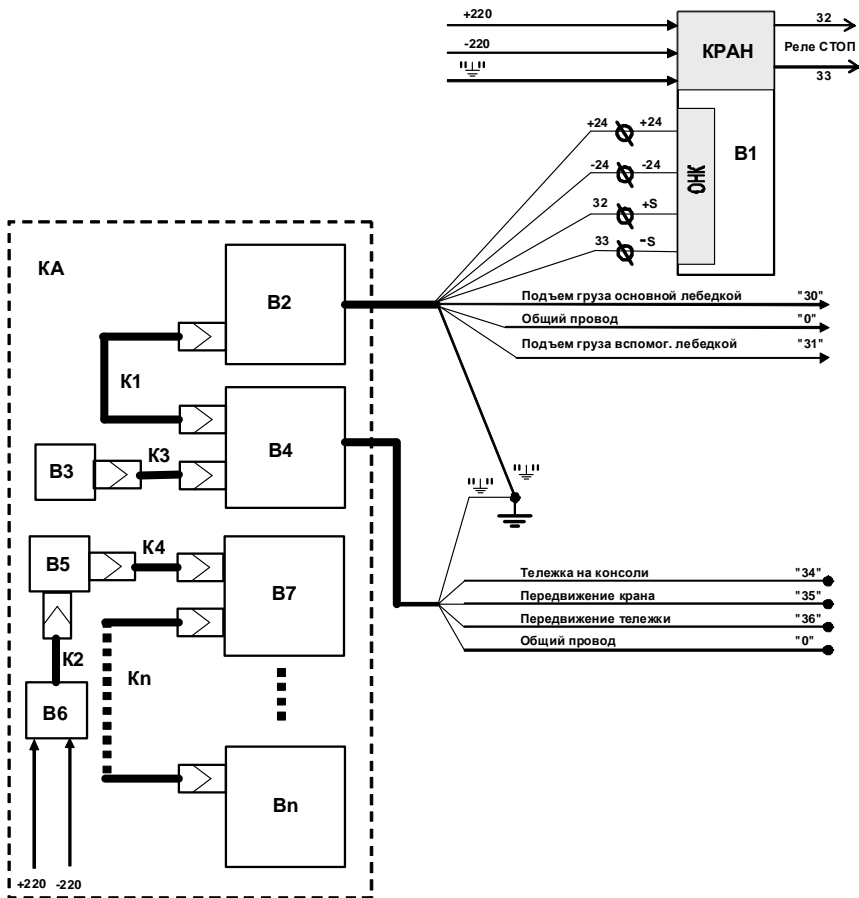 +220
32
-220
КРАН
Реле СТОП
33
+24 +24
В1
ОНК
-24 -24
32 +S
33 -S
КА
В2
Подъем груза основной лебедкой "30"
Общий провод "0"
Подъем груза вспомог. лебедкой "31"
К1
В4
В3
К3
В5
К4
В7
Тележка на консоли "34"
Передвижение крана "35"
Передвижение тележки "36"
Общий провод "0"
К2
Кn
В6
Вn
+220 -220